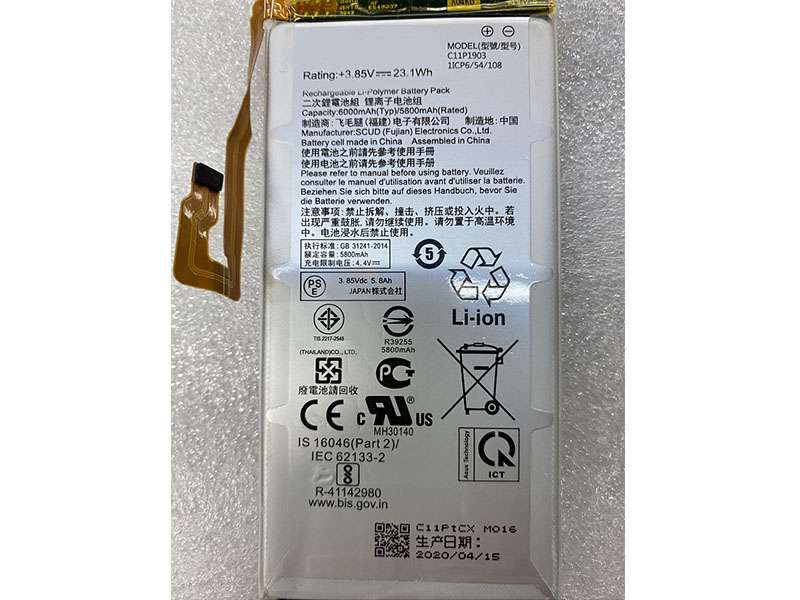 MODEL(型號/型号)
C11P1903
1ICP6/54/108
Rating:+3.85V⎓23.1Wh
Rechargeable Li-Polymer Battery Pack
二次鋰電池組 锂离子电池组
Capacity:6000mAh(Typ)/5800mAh(Rated)
制造商: 飞毛腿(福建)电子有限公司 制造地: 中国
Manufacturer:SCUD (Fujian) Electronics Co.,Ltd.
Battery cell made in China Assembled in China
使用電池之前請先參考使用手冊
使用电池之前请先参考使用手册
Please refer to manual before using battery. Veuillez
consulter le manuel d'utilisation avant d'utiliser la batterie.
Beziehen Sie sich bitte auf dieses Handbuch, bevor Sie
die Batterie verwenden.
注意事项: 禁止拆解、撞击、挤压或投入火中。若
出现严重鼓胀,请勿继续使用。请勿置于高温环境
中。电池浸水后禁止使用。
执行标准: GB 31241-2014
额定容量: 5800mAh
充电限制电压: 4.4V⎓
5
PS
E
3.85Vdc 5.8Ah
JAPAN株式会社
Li-ion
TIS 2217-2548
R39255
5800mAh
(THAILAND)CO., LTD.
廢電池請回收
PC
CE
c RU ® US
MH30140
IS 16046(Part 2)/
IEC 62133-2
R-41142980
www.bis.gov.in
Asus Technology
ICT
C11PtCX M016
生产日期:
2020/04/15